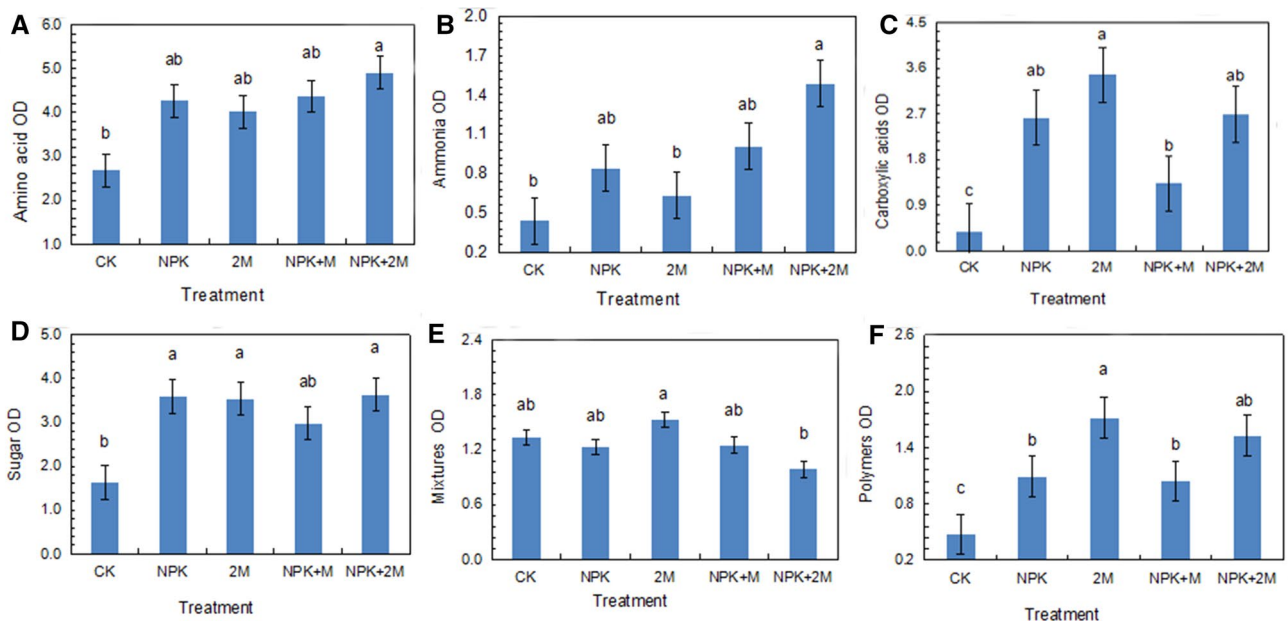 A
Amino acid OD
6.0
5.0
4.0
3.0
2.0
1.0
b
ab
ab
ab
a
CK NPK 2M NPK+M NPK+2M
Treatment
B
Ammonia OD
2.0
1.7
1.4
1.1
0.8
0.5
0.2
b
ab
b
ab
a
CK NPK 2M NPK+M NPK+2M
Treatment
C
Carboxylic acids OD
4.5
3.6
2.7
1.8
0.9
0.0
c
ab
a
b
ab
CK NPK 2M NPK+M NPK+2M
Treatment
D
Sugar OD
5.0
4.0
3.0
2.0
1.0
0.0
b
a
a
ab
a
CK NPK 2M NPK+M NPK+2M
Treatment
E
Mixtures OD
2.4
1.8
1.2
0.6
0.0
ab
ab
a
ab
b
CK NPK 2M NPK+M NPK+2M
Treatment
F
Polymers OD
2.6
2.0
1.4
0.8
0.2
c
b
a
b
ab
CK NPK 2M NPK+M NPK+2M
Treatment